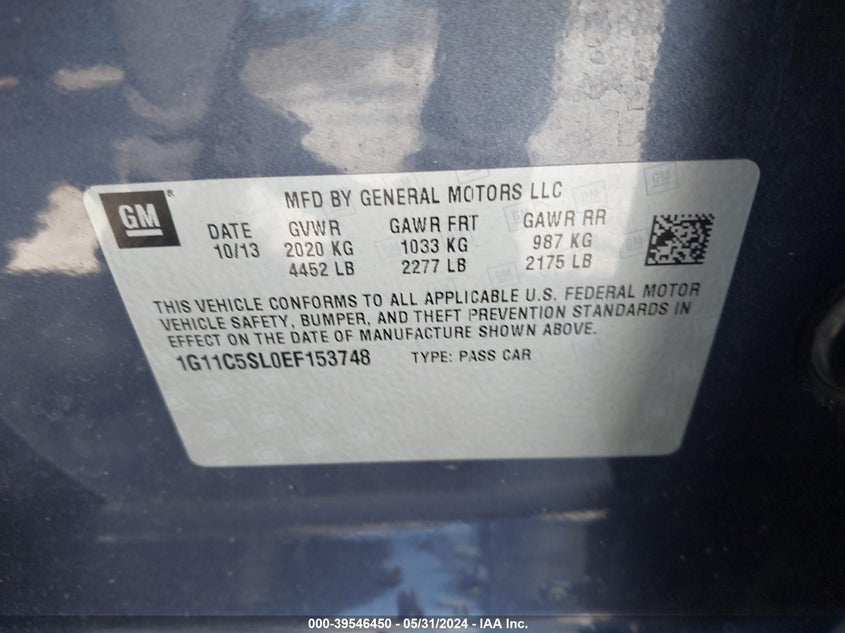 GM®
MFD BY GENERAL MOTORS LLC
DATE GVWR GAWR FRT GAWR RR
10/13 2020 KG 1033 KG 987 KG
4452 LB 2277 LB 2175 LB
THIS VEHICLE CONFORMS TO ALL APPLICABLE U.S. FEDERAL MOTOR
VEHICLE SAFETY, BUMPER, AND THEFT PREVENTION STANDARDS IN
EFFECT ON THE DATE OF MANUFACTURE SHOWN ABOVE.
1G11C5SL0EF153748 TYPE: PASS CAR
000-39546450 - 05/31/2024 - IAA Inc.